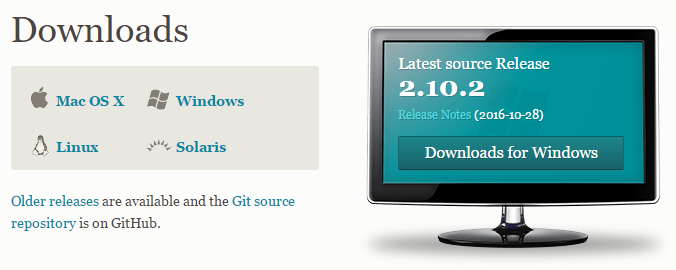 Downloads
Mac OS X
Windows
Linux
Solaris
Older releases are available and the Git source
repository is on GitHub.
Latest source Release
2.10.2
Release Notes (2016-10-28)
Downloads for Windows